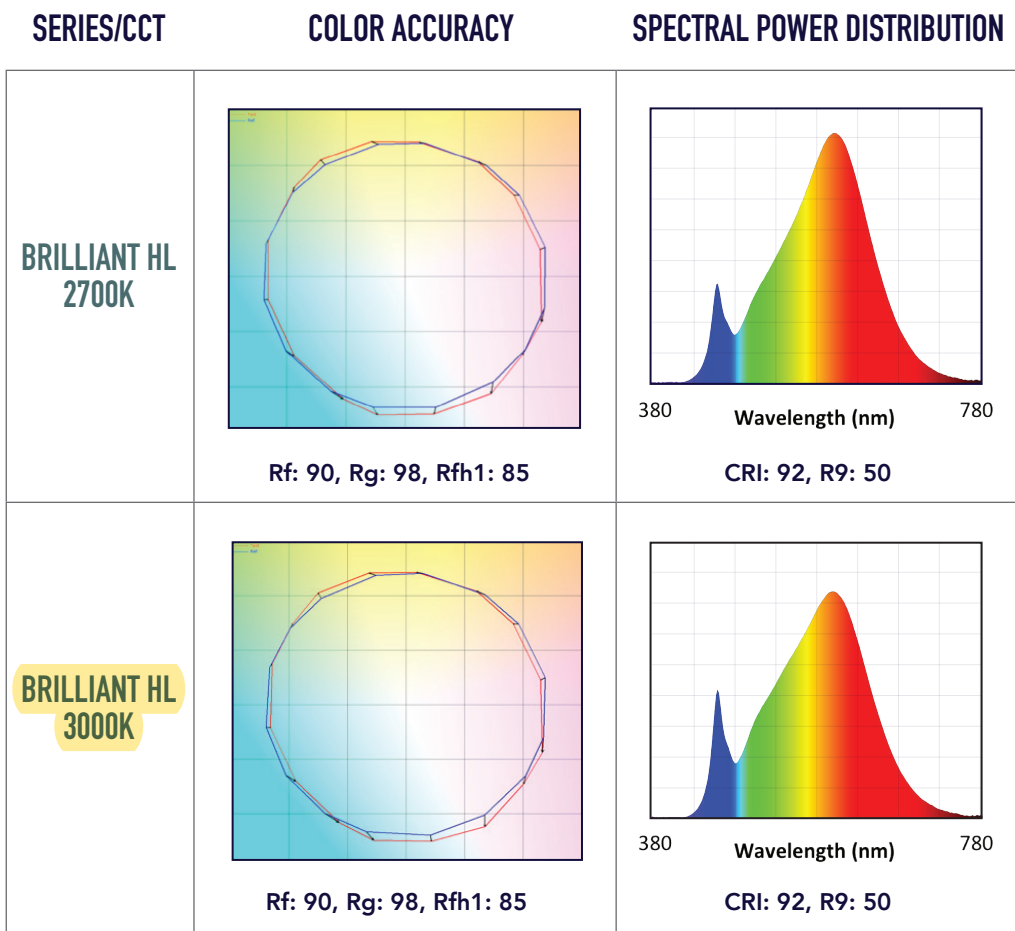 SERIES/CCT
COLOR ACCURACY
SPECTRAL POWER DISTRIBUTION
BRILLIANT HL
2700K
380
Wavelength (nm)
780
Rf: 90, Rg: 98, Rfh1: 85
CRI: 92, R9: 50
BRILLIANT HL
3000K
380
Wavelength (nm)
780
Rf: 90, Rg: 98, Rfh1: 85
CRI: 92, R9: 50